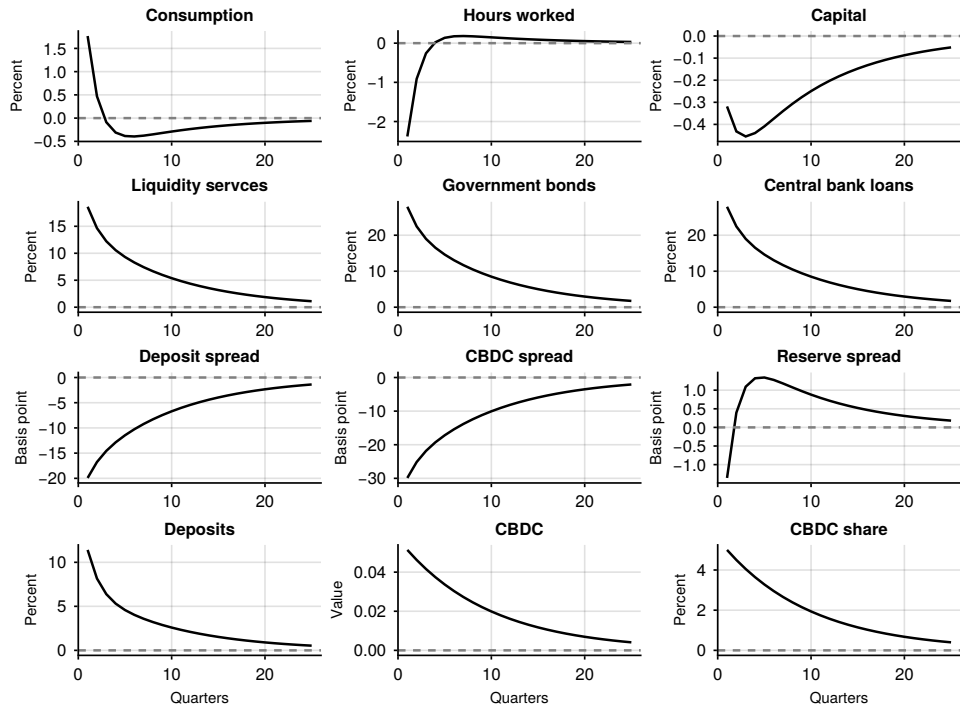 Consumption Hours worked Capital
Percent Percent Percent
1.5 1.0 0.5 0.0 −0.5
0 −1 −2
0.0 −0.1 −0.2 −0.3 −0.4
0 10 20 0 10 20 0 10 20
Liquidity servces Government bonds Central bank loans
Percent Percent Percent
15 10 5 0
20 10 0
20 10 0
0 10 20 0 10 20 0 10 20
Deposit spread CBDC spread Reserve spread
Basis point Basis point Basis point
0 −5 −10 −15 −20
0 −10 −20 −30
1.0 0.5 0.0 −0.5 −1.0
0 10 20 0 10 20 0 10 20
Deposits CBDC CBDC share
Percent Value Percent
10 5 0
0.04 0.02 0.00
4 2 0
0 10 20 0 10 20 0 10 20
Quarters Quarters Quarters